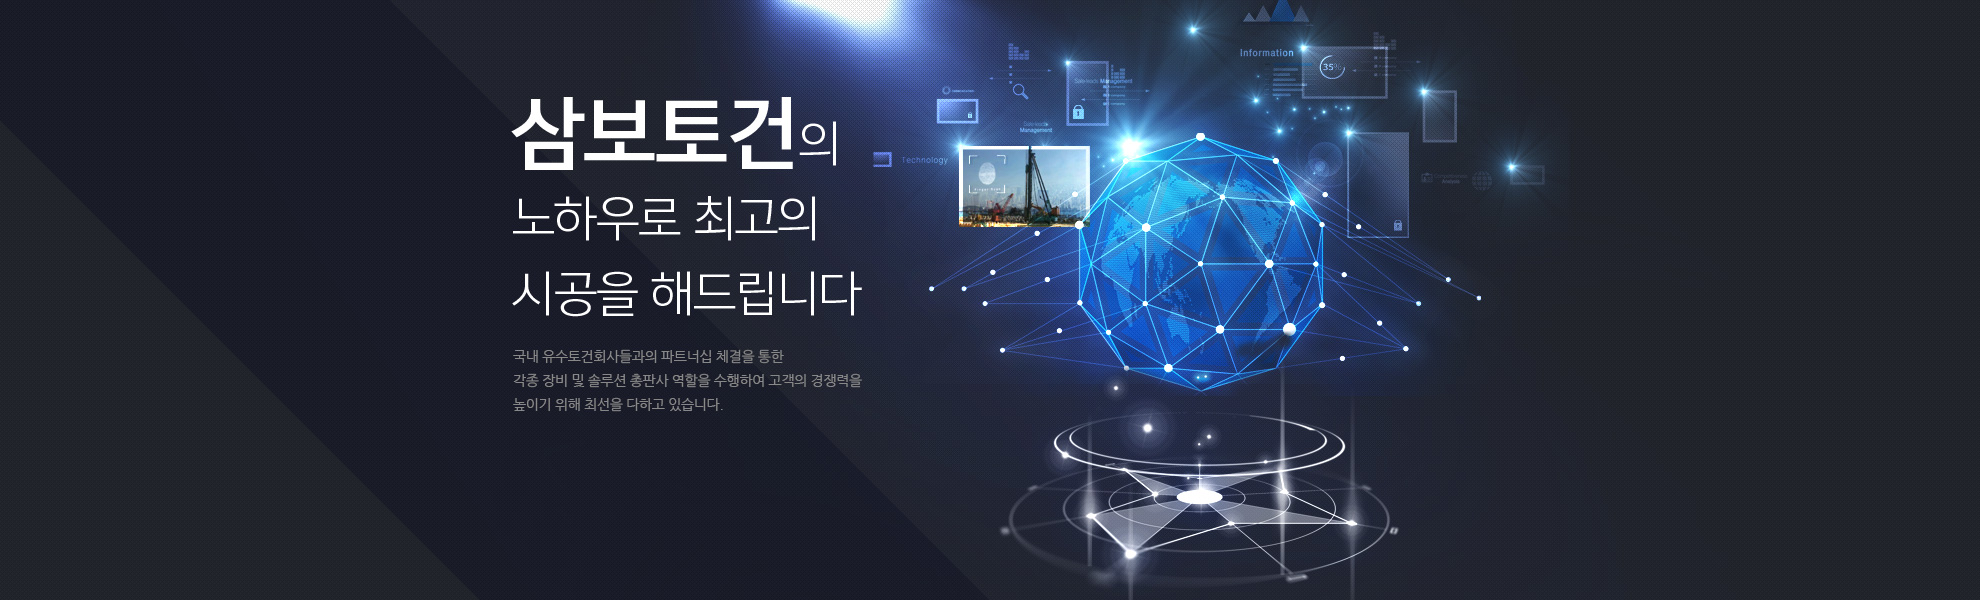 삼보토건의
노하우로 최고의
시공을 해드립니다
국내 유수토건회사들과의 파트너십 체결을 통한
각종 장비 및 솔루션 총판사 역할을 수행하여 고객의 경쟁력을
높이기 위해 최선을 다하고 있습니다.
Information
35%
Management
Management
Technology